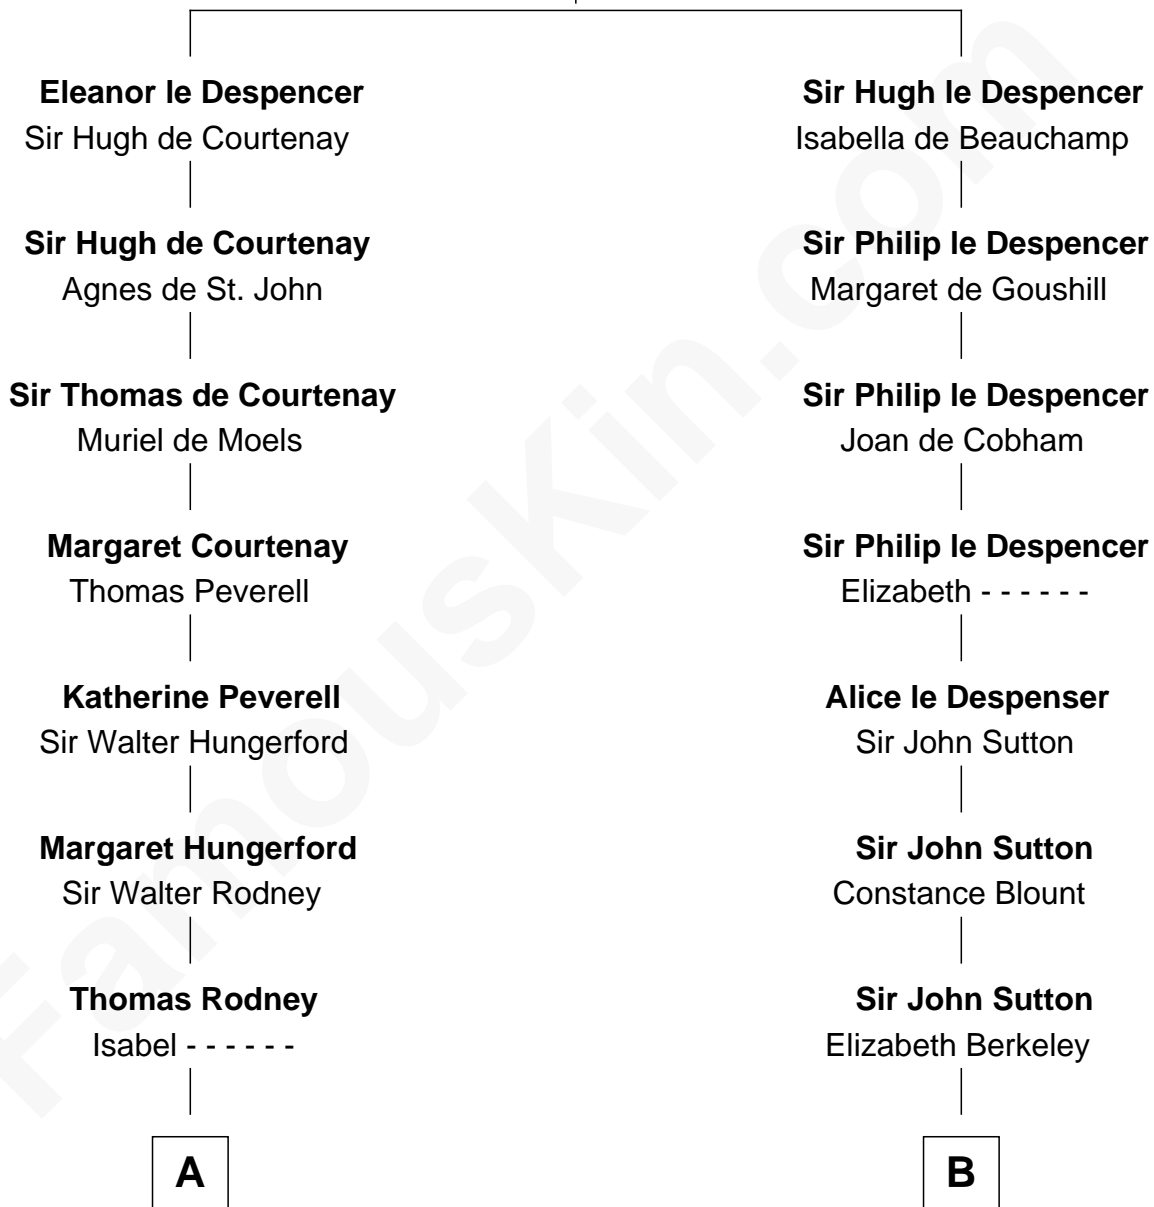 Eleanor le Despencer
Sir Hugh de Courtenay
Sir Hugh de Courtenay
Agnes de St. John
Sir Thomas de Courtenay
Muriel de Moels
Margaret Courtenay
Thomas Peverell
Katherine Peverell
Sir Walter Hungerford
Margaret Hungerford
Sir Walter Rodney
Thomas Rodney
Isabel - - - - - -
A
Sir Hugh le Despencer
Isabella de Beauchamp
Sir Philip le Despencer
Margaret de Goushill
Sir Philip le Despencer
Joan de Cobham
Sir Philip le Despencer
Elizabeth - - - - - -
Alice le Despenser
Sir John Sutton
Sir John Sutton
Constance Blount
Sir John Sutton
Elizabeth Berkeley
B
FamousKin.com